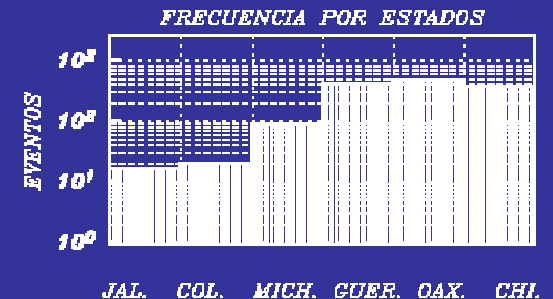 FRECUENCIA POR ESTADOS
EVENTOS
10³
10²
10¹
10⁰
JAL. COL. MICH. GUER. OAX. CHI.